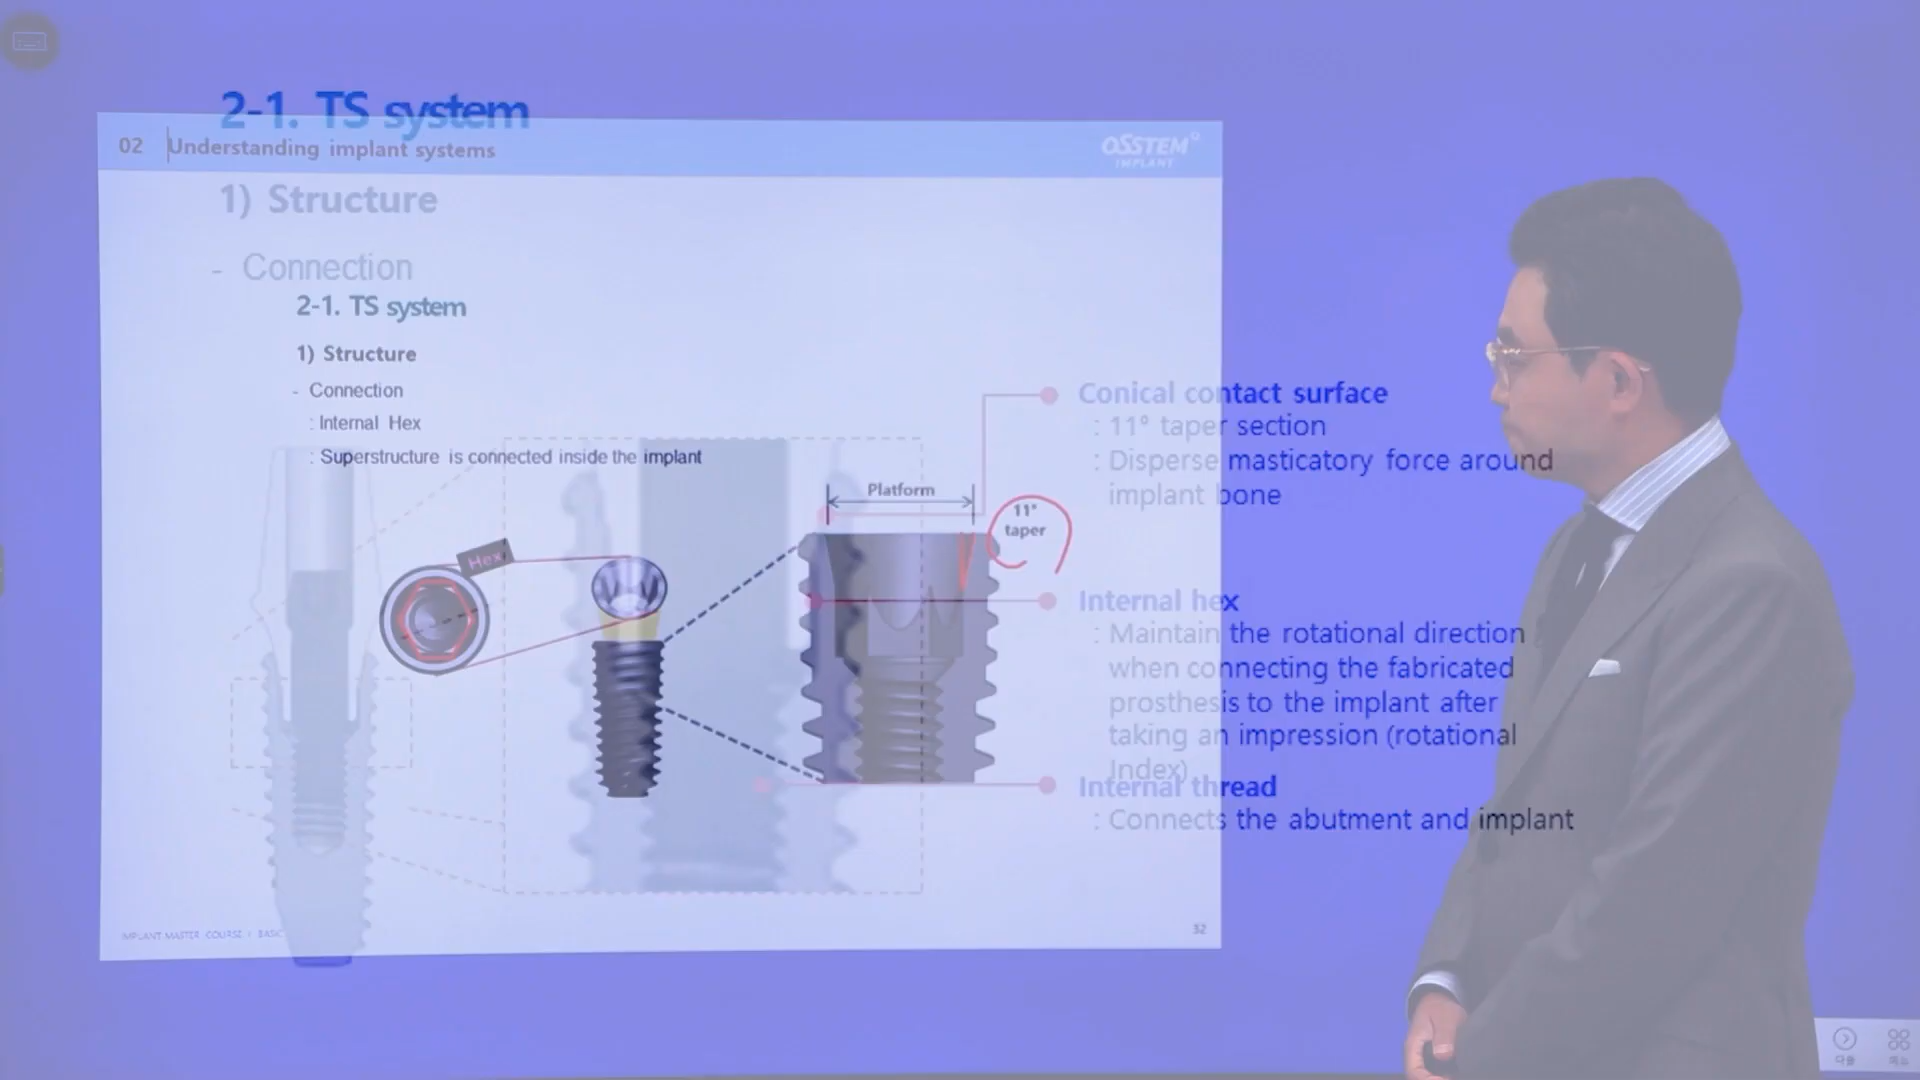 2-1. TS system
02 Understanding implant systems
OSSTEM
IMPLANT
1) Structure
- Connection
2-1. TS system
1) Structure
- Connection
: Internal Hex
: Superstructure is connected inside the implant
Hex
Platform
11°
taper
Conical contact surface
: 11° taper section
: Disperse masticatory force around
implant bone
Internal hex
: Maintain the rotational direction
when connecting the fabricated
prosthesis to the implant after
taking an impression (rotational
Index)
Internal thread
: Connects the abutment and implant
IMPLANT MASTER COURSE / BASIC
32
다음
메뉴